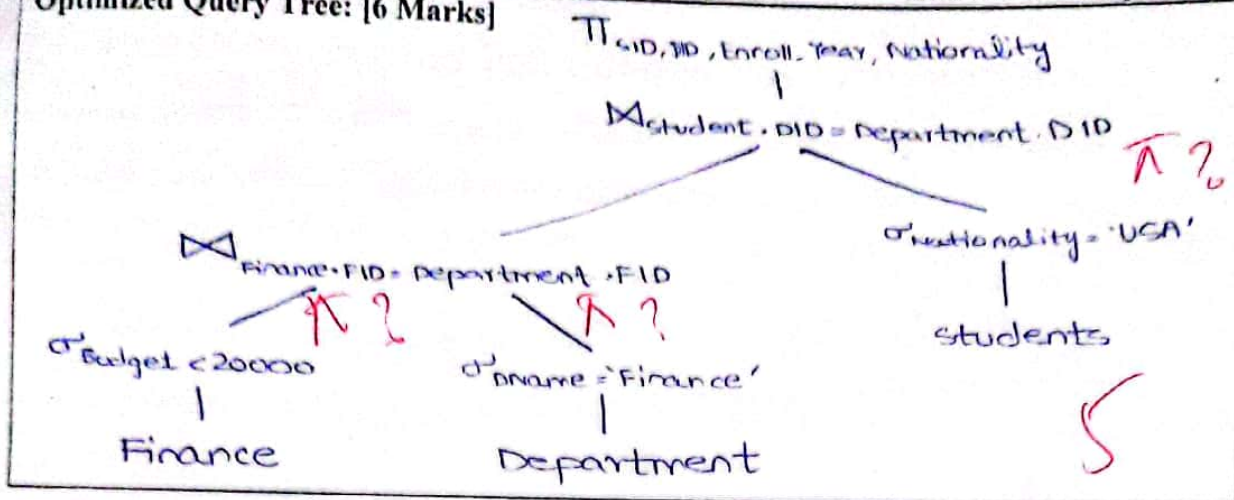 Optimized Query Tree: [6 Marks]
π SID, DID, Enroll_Year, Nationality
⋈ Student.DID = Department.DID
π ?
⋈ Finance.FID = Department.FID
σ Nationality = 'USA'
π ? π ?
Students
σ Budget < 20000 σ DName = 'Finance'
Finance Department
5